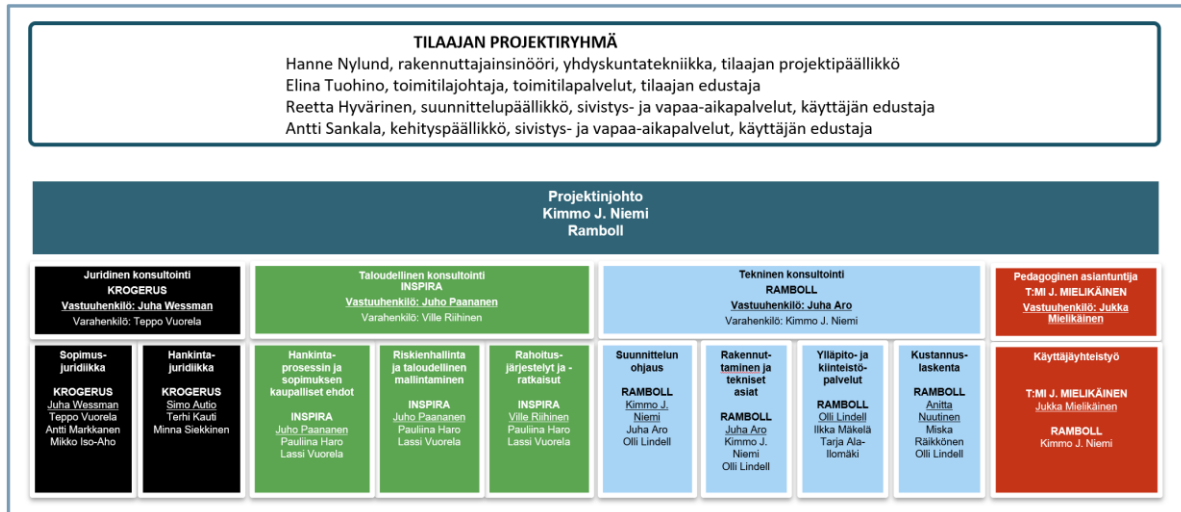 TILAAJAN PROJEKTIRYHMÄ
Hanne Nylund, rakennuttajainsinööri, yhdyskuntatekniikka, tilaajan projektipäällikkö
Elina Tuohino, toimitilajohtaja, toimitilapalvelut, tilaajan edustaja
Reetta Hyvärinen, suunnittelupäällikkö, sivistys- ja vapaa-aikapalvelut, käyttäjän edustaja
Antti Sankala, kehityspäällikkö, sivistys- ja vapaa-aikapalvelut, käyttäjän edustaja
Projektinjohto
Kimmo J. Niemi
Ramboll
Juridinen konsultointi
KROGERUS
Vastuuhenkilö: Juha Wessman
Varahenkilö: Teppo Vuorela
Taloudellinen konsultointi
INSPIRA
Vastuuhenkilö: Juho Paananen
Varahenkilö: Ville Riihinen
Tekninen konsultointi
RAMBOLL
Vastuuhenkilö: Juha Aro
Varahenkilö: Kimmo J. Niemi
Pedagoginen asiantuntija
T:MI J. MIELIKÄINEN
Vastuuhenkilö: Jukka
Mielikäinen
Sopimus-
juridiikka
KROGERUS
Juha Wessman
Teppo Vuorela
Antti Markkanen
Mikko Iso-Aho
Hankinta-
juridiikka
KROGERUS
Simo Autio
Terhi Kauti
Minna Siekkinen
Hankinta-
prosessin ja
sopimuksen
kaupalliset ehdot
INSPIRA
Juho Paananen
Pauliina Haro
Lassi Vuorela
Riskienhallinta
ja taloudellinen
mallintaminen
INSPIRA
Juho Paananen
Pauliina Haro
Lassi Vuorela
Rahoitus-
järjestelyt ja -
ratkaisut
INSPIRA
Ville Riihinen
Pauliina Haro
Lassi Vuorela
Suunnittelun
ohjaus
RAMBOLL
Kimmo J.
Niemi
Juha Aro
Olli Lindell
Rakennut-
taminen ja
tekniset
asiat
RAMBOLL
Juha Aro
Kimmo J.
Niemi
Olli Lindell
Ylläpito- ja
kiinteistö-
palvelut
RAMBOLL
Olli Lindell
Ilkka Mäkelä
Tarja Ala-
Ilomäki
Kustannus-
laskenta
RAMBOLL
Anitta
Nuutinen
Miska
Räikkönen
Olli Lindell
Käyttäjäyhteistyö
T:MI J. MIELIKÄINEN
Jukka Mielikäinen
RAMBOLL
Kimmo J. Niemi